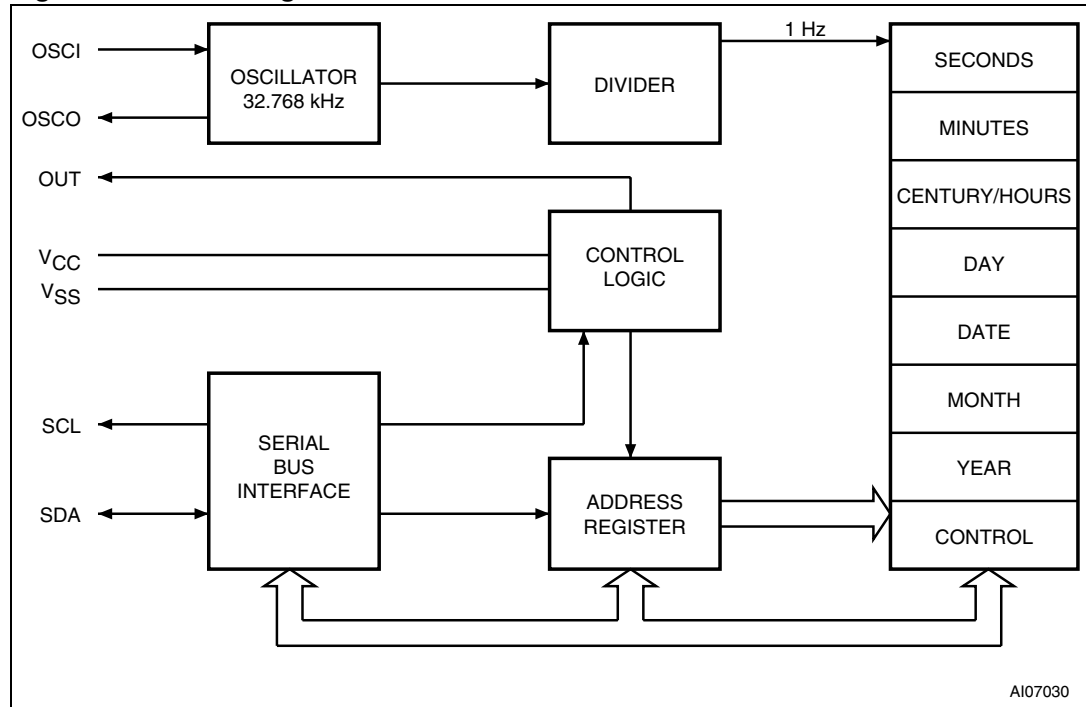 OSCI
OSCO
OUT
VCC
VSS
SCL
SDA
OSCILLATOR
32.768 kHz
DIVIDER
1 Hz
CONTROL
LOGIC
SERIAL
BUS
INTERFACE
ADDRESS
REGISTER
SECONDS
MINUTES
CENTURY/HOURS
DAY
DATE
MONTH
YEAR
CONTROL
AI07030